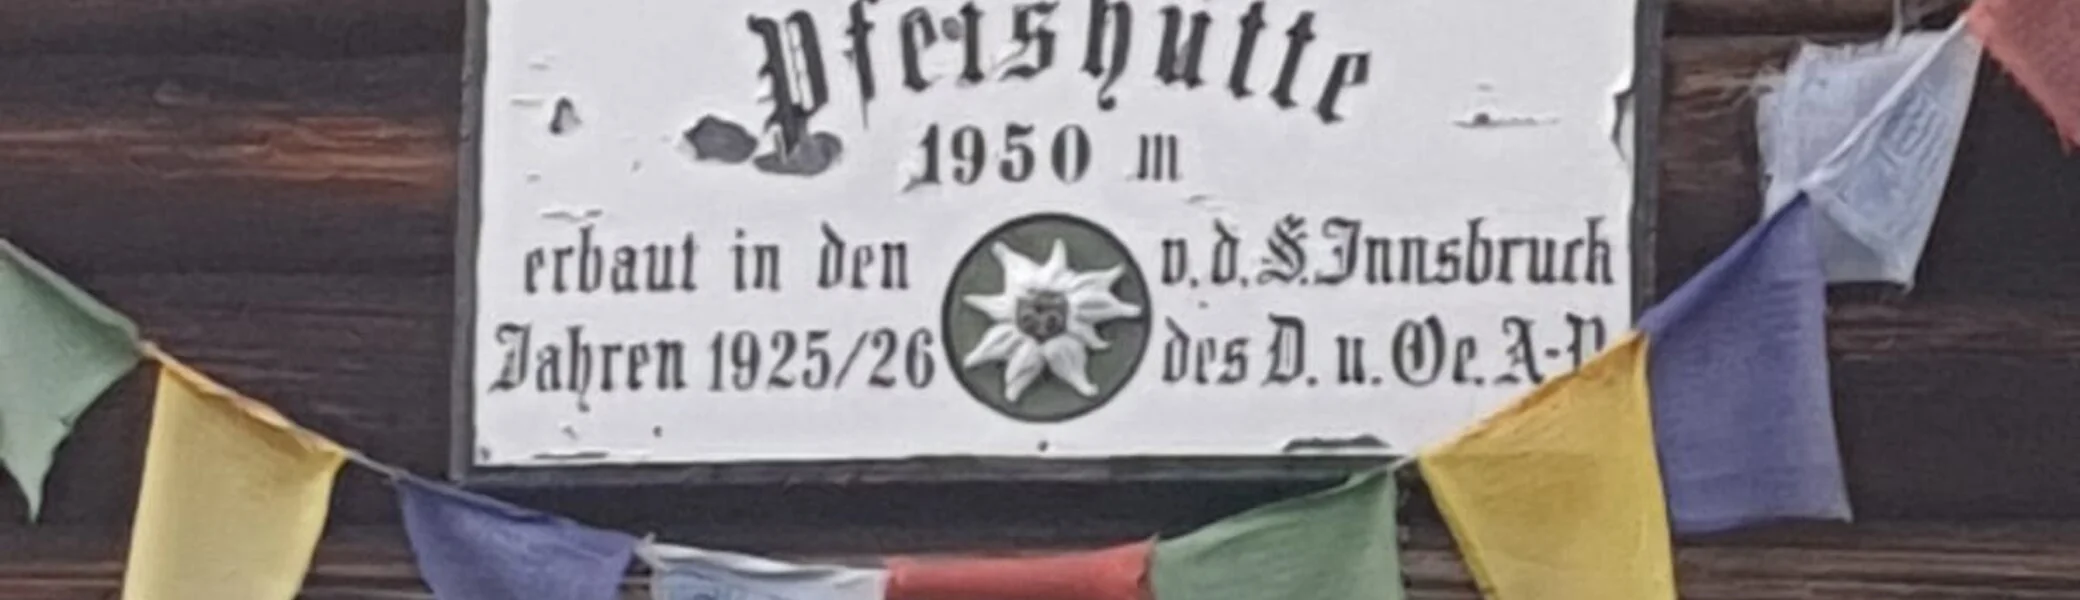 Pfeishütte
1950 m
erbaut in den v. d. S. Innsbruck
Jahren 1925/26 des D. u. Oe. A-V